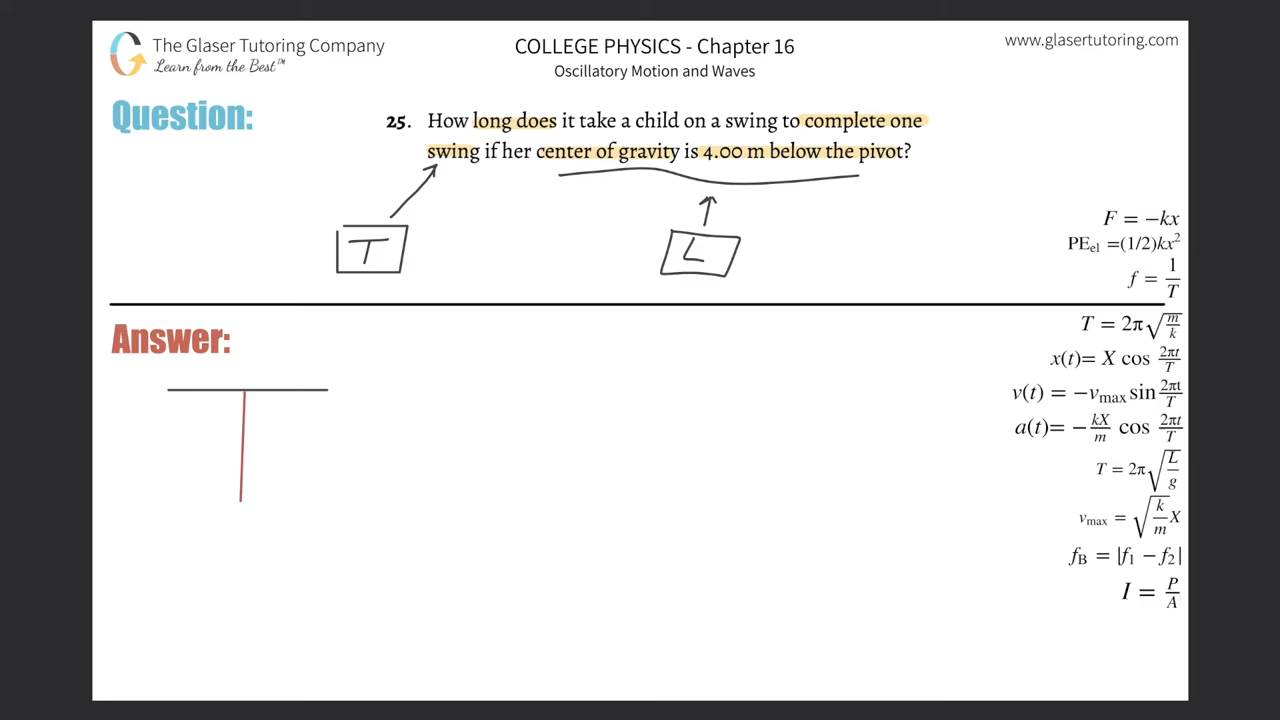 The Glaser Tutoring Company
Learn from the Best™
COLLEGE PHYSICS - Chapter 16
Oscillatory Motion and Waves
www.glasertutoring.com
Question:
25. How long does it take a child on a swing to complete one
swing if her center of gravity is 4.00 m below the pivot?
T
L
F = −kx
PEel =(1/2)kx²
f = 1/T
Answer:
T = 2π√(m/k)
x(t)= X cos 2πt/T
v(t) = −vmax sin 2πt/T
a(t)= −kX/m cos 2πt/T
T = 2π√(L/g)
vmax = √(k/m)X
fB = |f1 − f2|
I = P/A